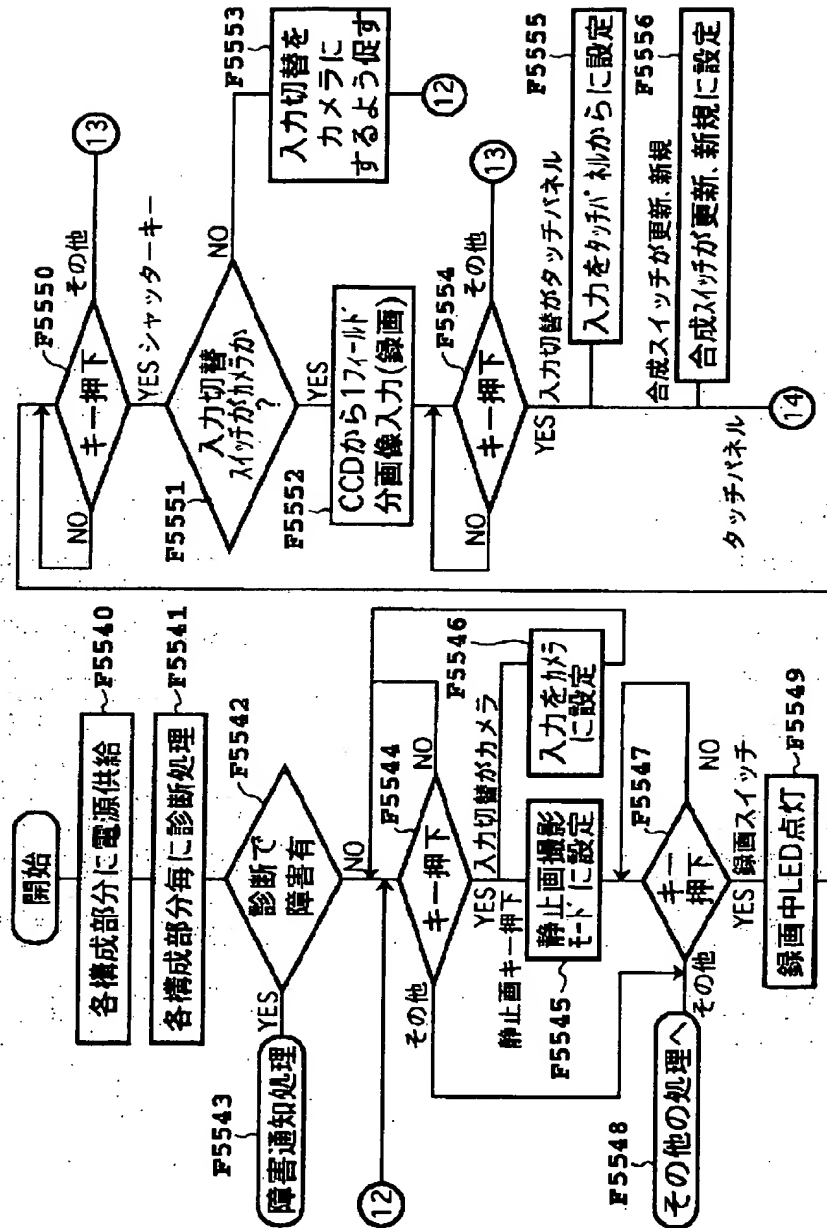 開始
F5540
各構成部分に電源供給
F5541
各構成部分毎に診断処理
F5542
診断で
障害有
YES
NO
F5543
障害通知処理
12
F5544
キー押下
NO
その他
YES
入力切替がカメラ
静止画キー押下
F5545
静止画撮影
モードに設定
F5546
入力をカメラ
に設定
F5547
キー
押下
NO
その他
YES
録画スイッチ
F5548
その他の処理へ
F5549
録画中LED点灯
F5550
キー押下
NO
その他
13
YES シャッターキー
F5551
入力切替
スイッチがカメラか
?
NO
YES
F5552
CCDから1フィールド
分画像入力(録画)
F5553
入力切替を
カメラに
するよう促す
12
F5554
キー押下
NO
その他
13
YES
入力切替がタッチパネル
F5555
入力をタッチパネルからに設定
合成スイッチが更新、新規
F5556
合成スイッチが更新、新規に設定
タッチパネル
14